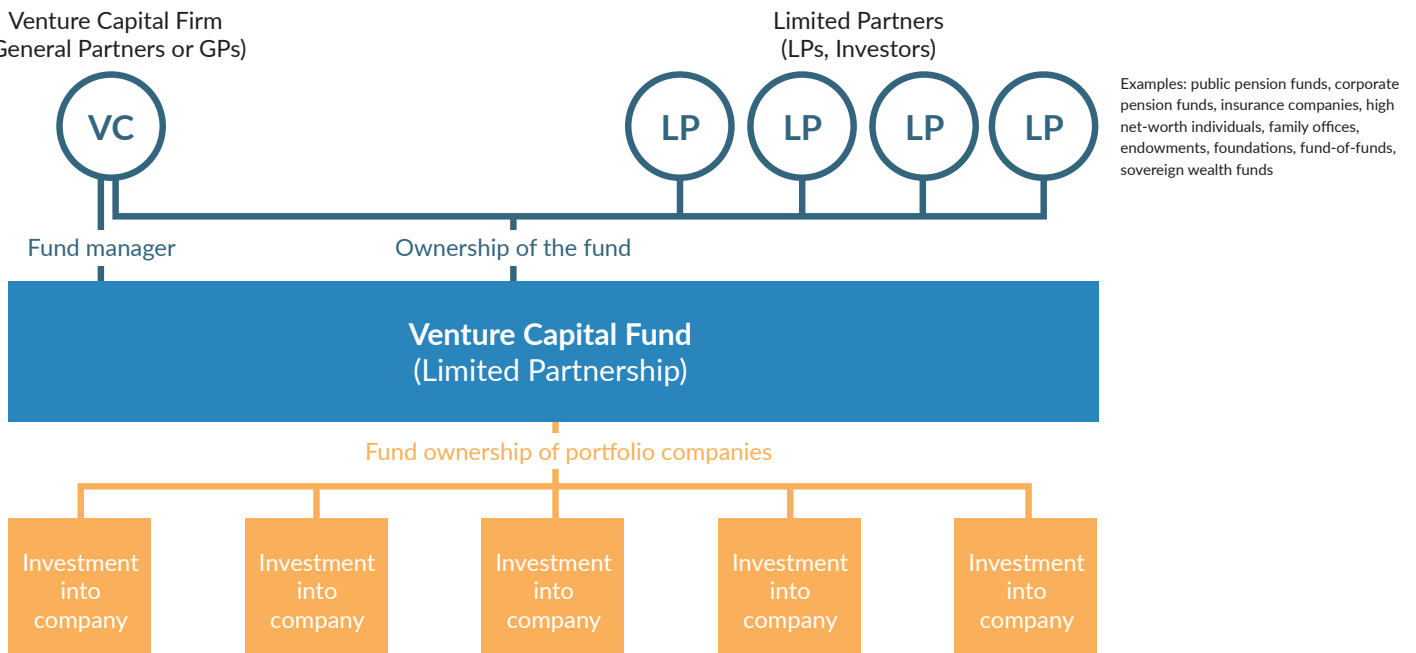 Venture Capital Firm
General Partners or GPs)
Limited Partners
(LPs, Investors)
VC
LP
LP
LP
LP
Examples: public pension funds, corporate
pension funds, insurance companies, high
net-worth individuals, family offices,
endowments, foundations, fund-of-funds,
sovereign wealth funds
Fund manager
Ownership of the fund
Venture Capital Fund
(Limited Partnership)
Fund ownership of portfolio companies
Investment
into
company
Investment
into
company
Investment
into
company
Investment
into
company
Investment
into
company